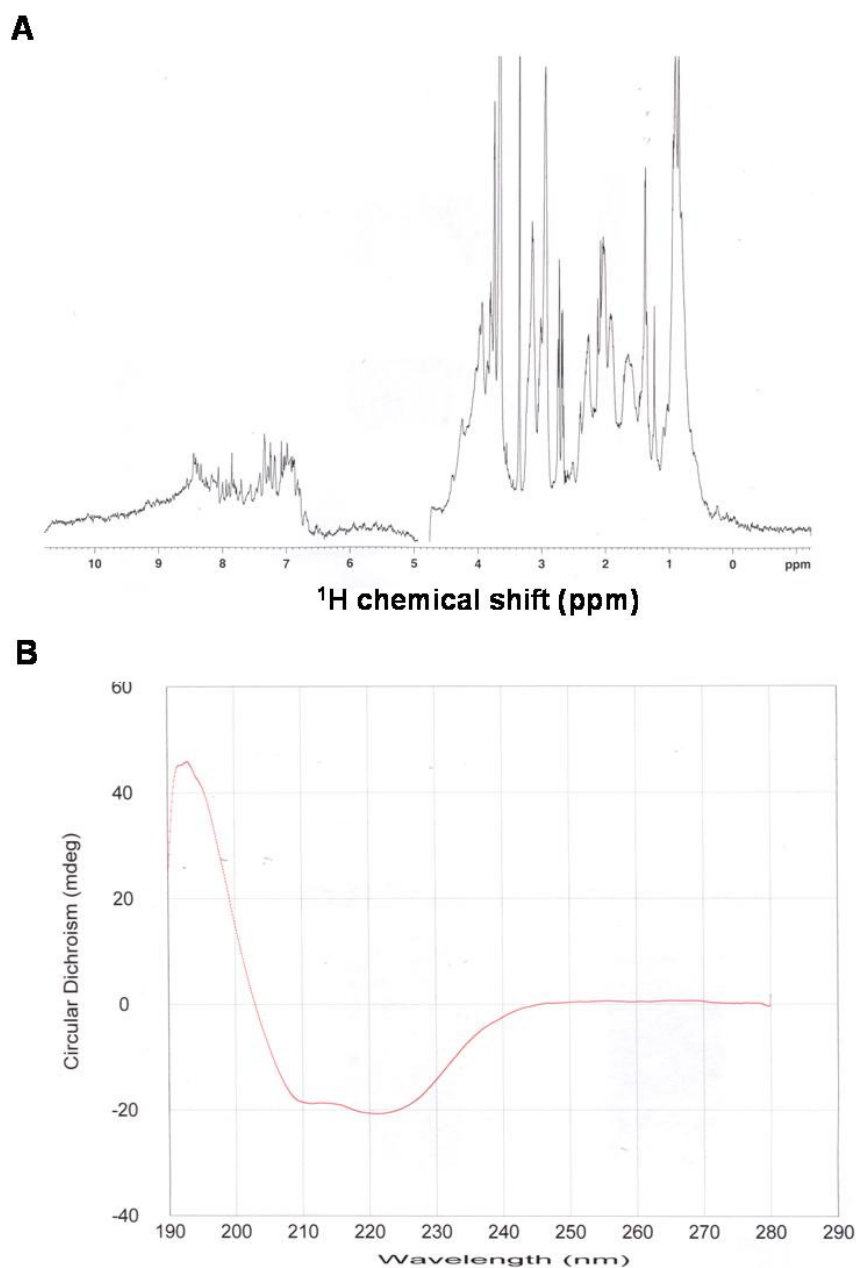 A
10 9 8 7 6 5 4 3 2 1 0 ppm
¹H chemical shift (ppm)
B
60
40
20
0
-20
-40
Circular Dichroism (mdeg)
190 200 210 220 230 240 250 260 270 280 290
Wavelength (nm)